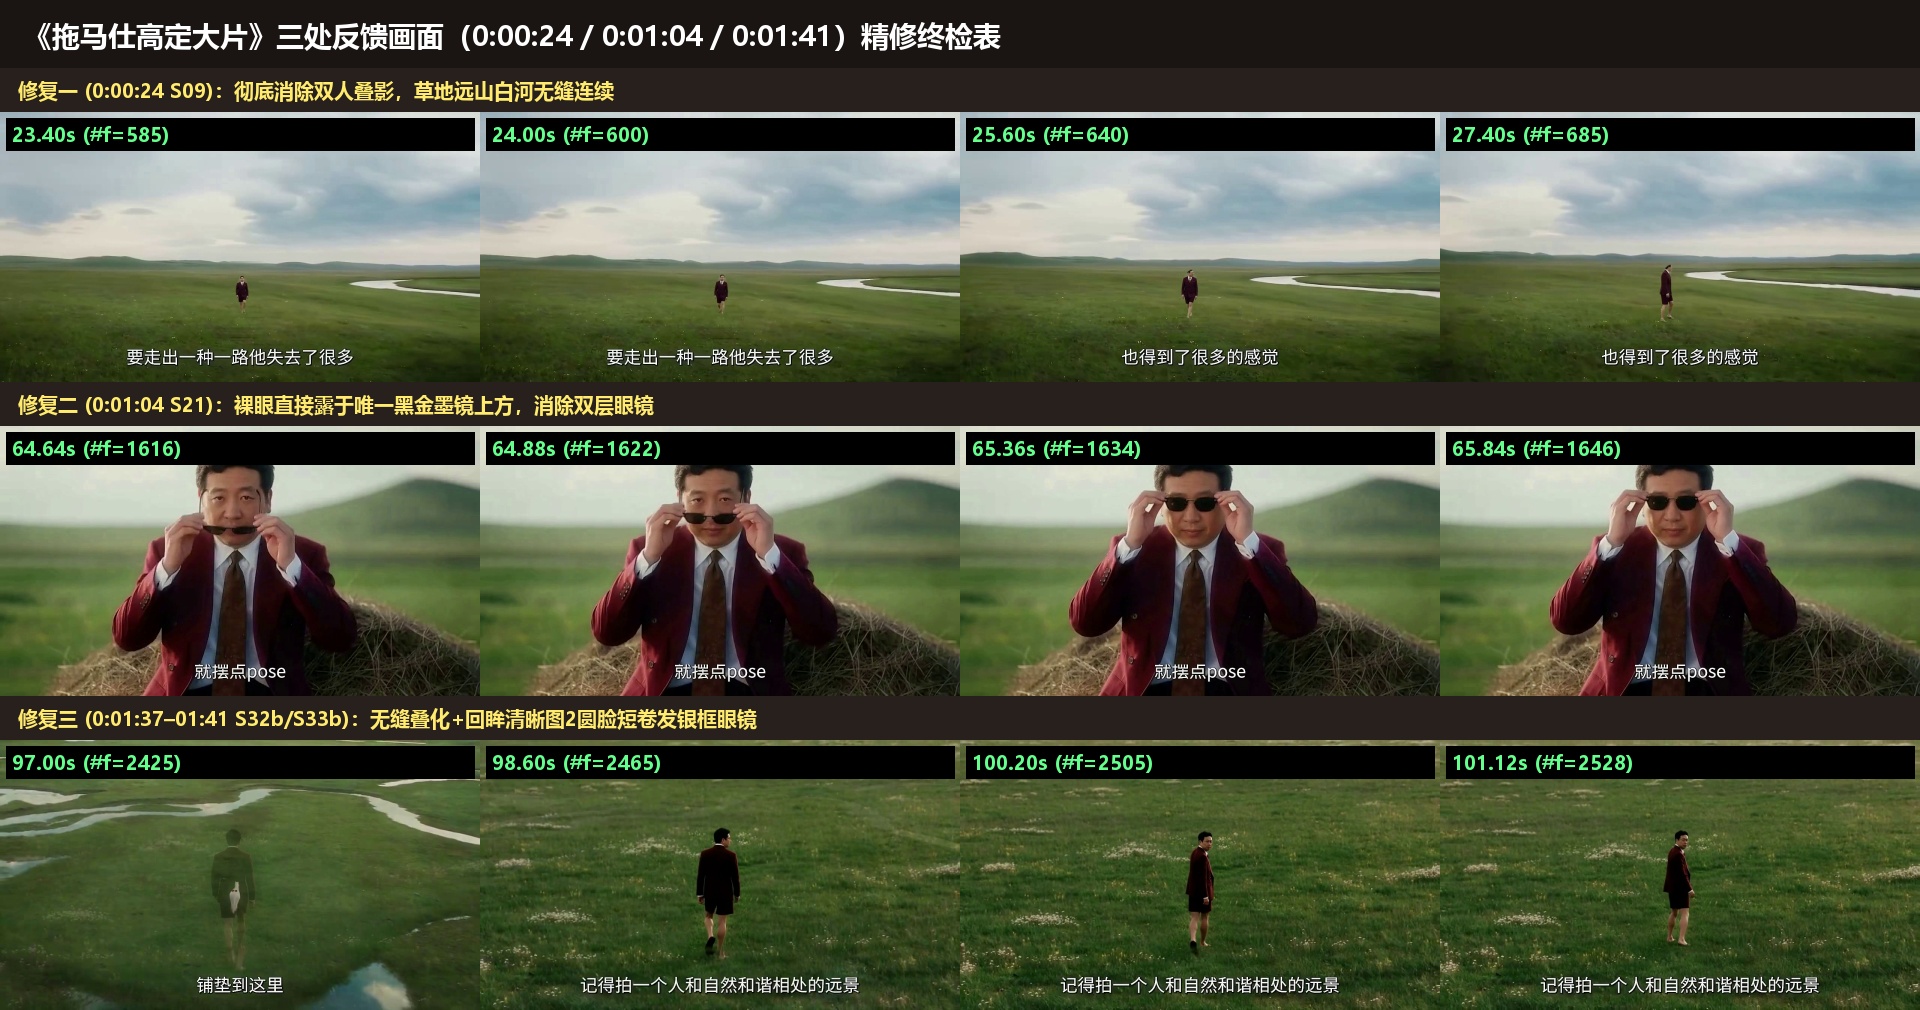 《拖马仕高定大片》三处反馈画面（0:00:24 / 0:01:04 / 0:01:41）精修终检表
修复一 (0:00:24 S09)：彻底消除双人叠影，草地远山白河无缝连续
23.40s (#f=585)
24.00s (#f=600)
25.60s (#f=640)
27.40s (#f=685)
要走出一种一路他失去了很多
要走出一种一路他失去了很多
也得到了很多的感觉
也得到了很多的感觉
修复二 (0:01:04 S21)：裸眼直接露于唯一黑金墨镜上方，消除双层眼镜
64.64s (#f=1616)
64.88s (#f=1622)
65.36s (#f=1634)
65.84s (#f=1646)
就摆点pose
就摆点pose
就摆点pose
就摆点pose
修复三 (0:01:37–01:41 S32b/S33b)：无缝叠化+回眸清晰图2圆脸短卷发银框眼镜
97.00s (#f=2425)
98.60s (#f=2465)
100.20s (#f=2505)
101.12s (#f=2528)
铺垫到这里
记得拍一个人和自然和谐相处的远景
记得拍一个人和自然和谐相处的远景
记得拍一个人和自然和谐相处的远景